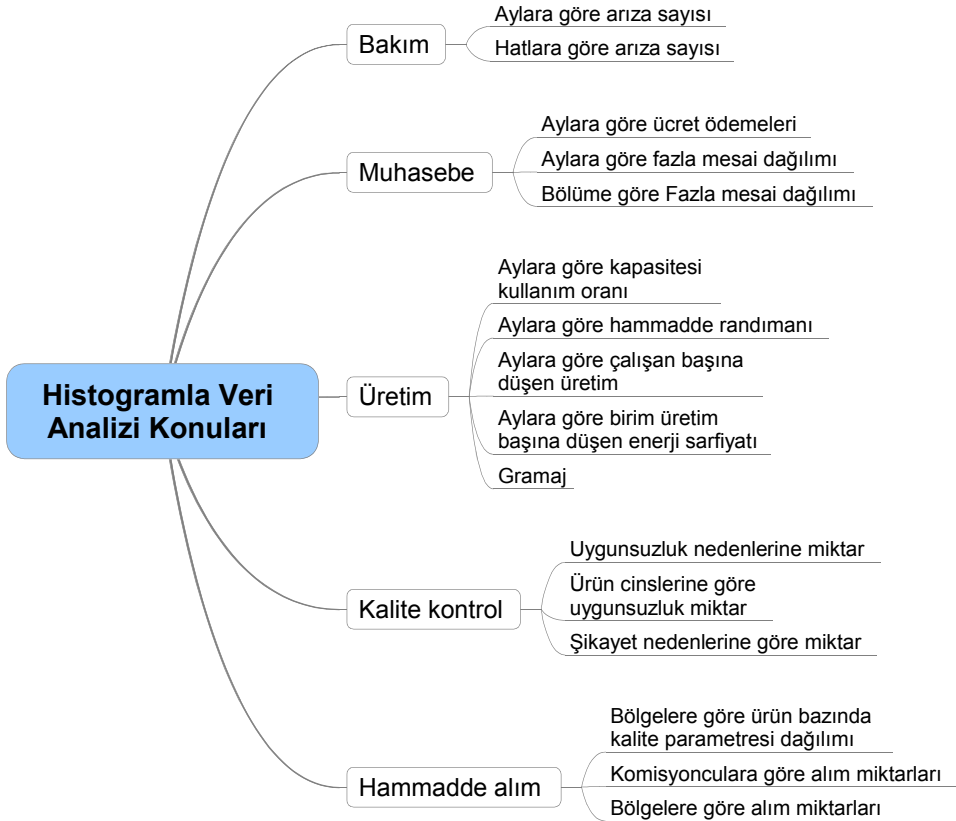 Histogramla Veri
Analizi Konuları
Bakım
Aylara göre arıza sayısı
Hatlara göre arıza sayısı
Muhasebe
Aylara göre ücret ödemeleri
Aylara göre fazla mesai dağılımı
Bölüme göre Fazla mesai dağılımı
Üretim
Aylara göre kapasitesi
kullanım oranı
Aylara göre hammadde randımanı
Aylara göre çalışan başına
düşen üretim
Aylara göre birim üretim
başına düşen enerji sarfiyatı
Gramaj
Kalite kontrol
Uygunsuzluk nedenlerine miktar
Ürün cinslerine göre
uygunsuzluk miktar
Şikayet nedenlerine göre miktar
Hammadde alım
Bölgelere göre ürün bazında
kalite parametresi dağılımı
Komisyonculara göre alım miktarları
Bölgelere göre alım miktarları